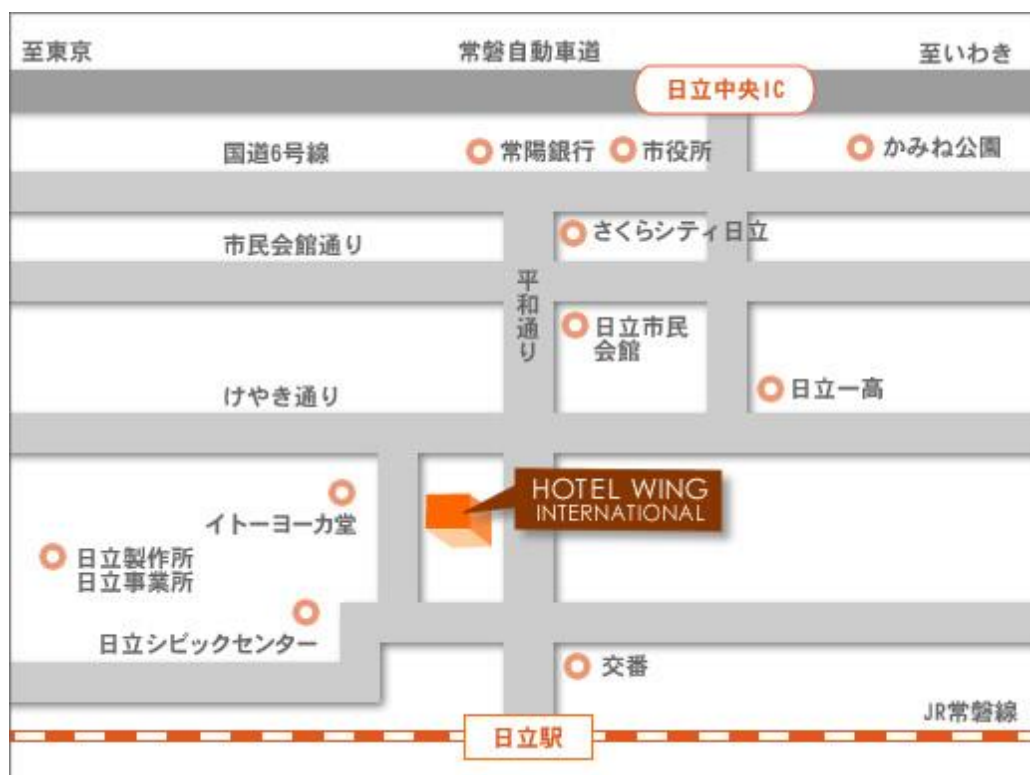 至東京
常磐自動車道
至いわき
日立中央IC
国道6号線
常陽銀行
市役所
かみね公園
市民会館通り
さくらシティ日立
平和通り
日立市民
会館
けやき通り
日立一高
HOTEL WING
INTERNATIONAL
イトーヨーカ堂
日立製作所
日立事業所
日立シビックセンター
交番
JR常磐線
日立駅